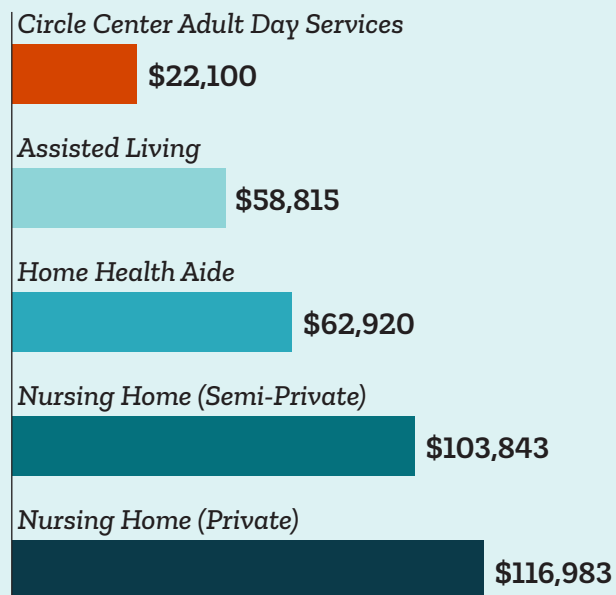 Circle Center Adult Day Services
$22,100
Assisted Living
$58,815
Home Health Aide
$62,920
Nursing Home (Semi-Private)
$103,843
Nursing Home (Private)
$116,983